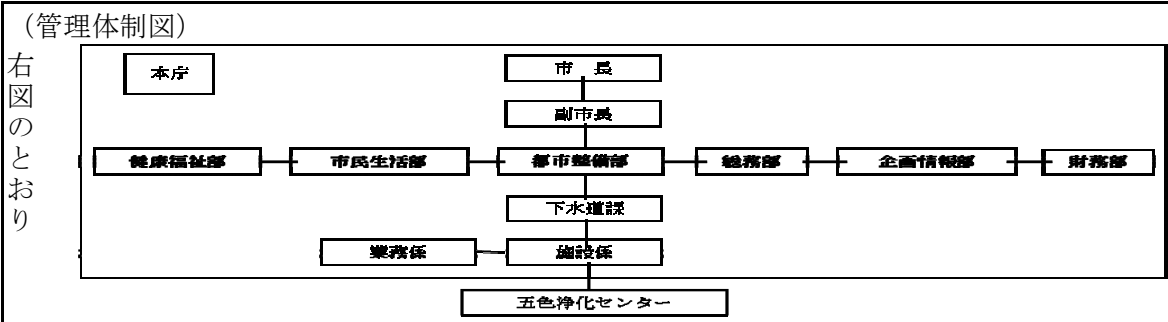 （管理体制図）
右図のとおり
本庁
市　長
副市長
健康福祉部
市民生活部
都市整備部
総務部
企画情報部
財務部
下水道課
業務係
施設係
五色浄化センター